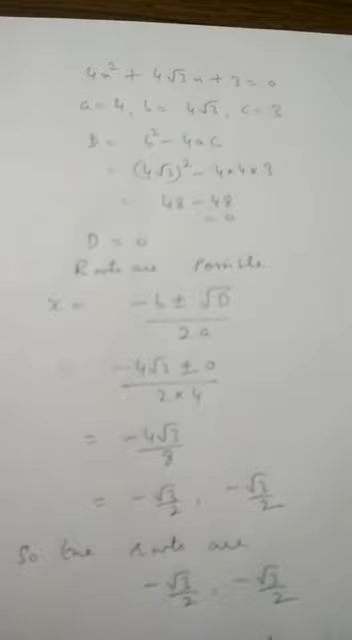 4x² + 4√3x + 3 = 0
a = 4, b = 4√3, c = 3
D = b² - 4ac
= (4√3)² - 4×4×3
= 48 - 48
= 0
D = 0
Roots are Possible
x = (-b ± √D)/2a
(-4√3 ± 0)/(2×4)
= -4√3/8
= -√3/2, -√3/2
So the roots are
-√3/2, -√3/2